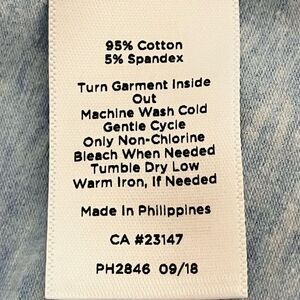 95% Cotton
5% Spandex
Turn Garment Inside
Out
Machine Wash Cold
Gentle Cycle
Only Non-Chlorine
Bleach When Needed
Tumble Dry Low
Warm Iron, If Needed
Made In Philippines
CA #23147
PH2846 09/18